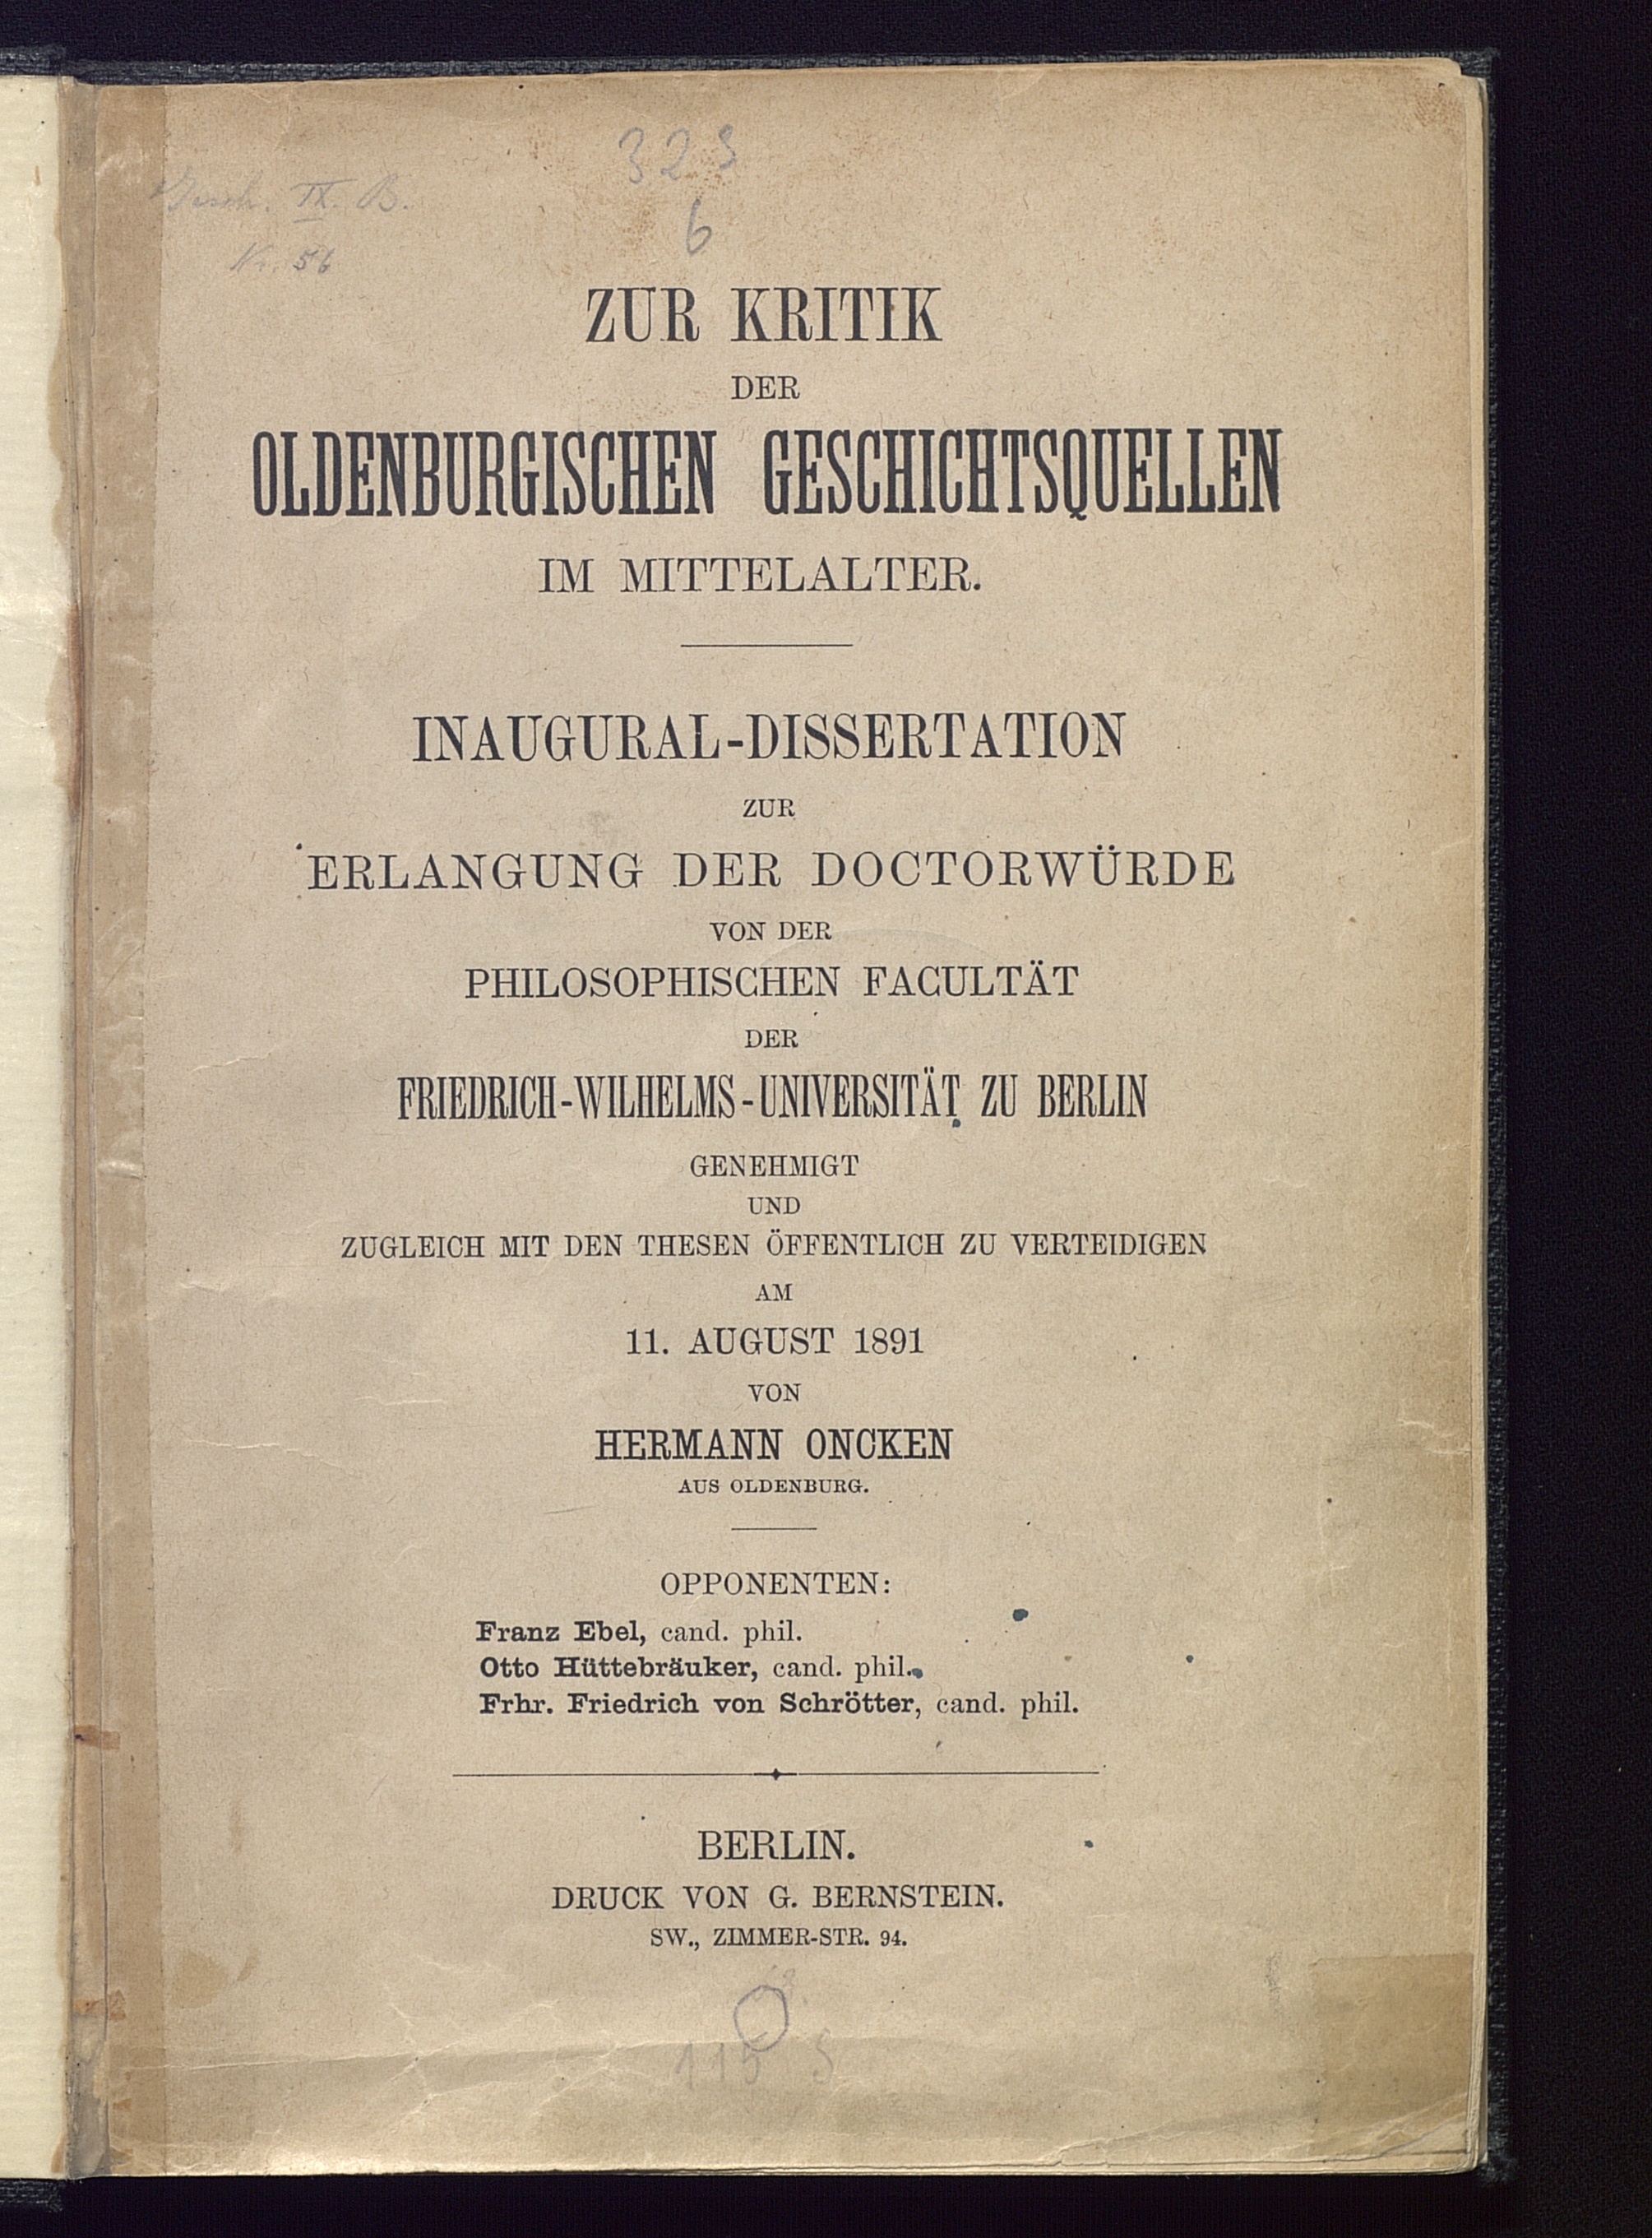 323
6
IX. B.
Nr. 56
ZUR KRITIK
DER
OLDENBURGISCHEN GESCHICHTSQUELLEN
IM MITTELALTER.
INAUGURAL-DISSERTATION
ZUR
ERLANGUNG DER DOCTORWÜRDE
VON DER
PHILOSOPHISCHEN FACULTÄT
DER
FRIEDRICH-WILHELMS-UNIVERSITÄT ZU BERLIN
GENEHMIGT
UND
ZUGLEICH MIT DEN THESEN ÖFFENTLICH ZU VERTEIDIGEN
AM
11. AUGUST 1891
VON
HERMANN ONCKEN
AUS OLDENBURG.
OPPONENTEN:
Franz Ebel, cand. phil.
Otto Hüttebräuker, cand. phil.
Frhr. Friedrich von Schrötter, cand. phil.
BERLIN.
DRUCK VON G. BERNSTEIN.
SW., ZIMMER-STR. 94.